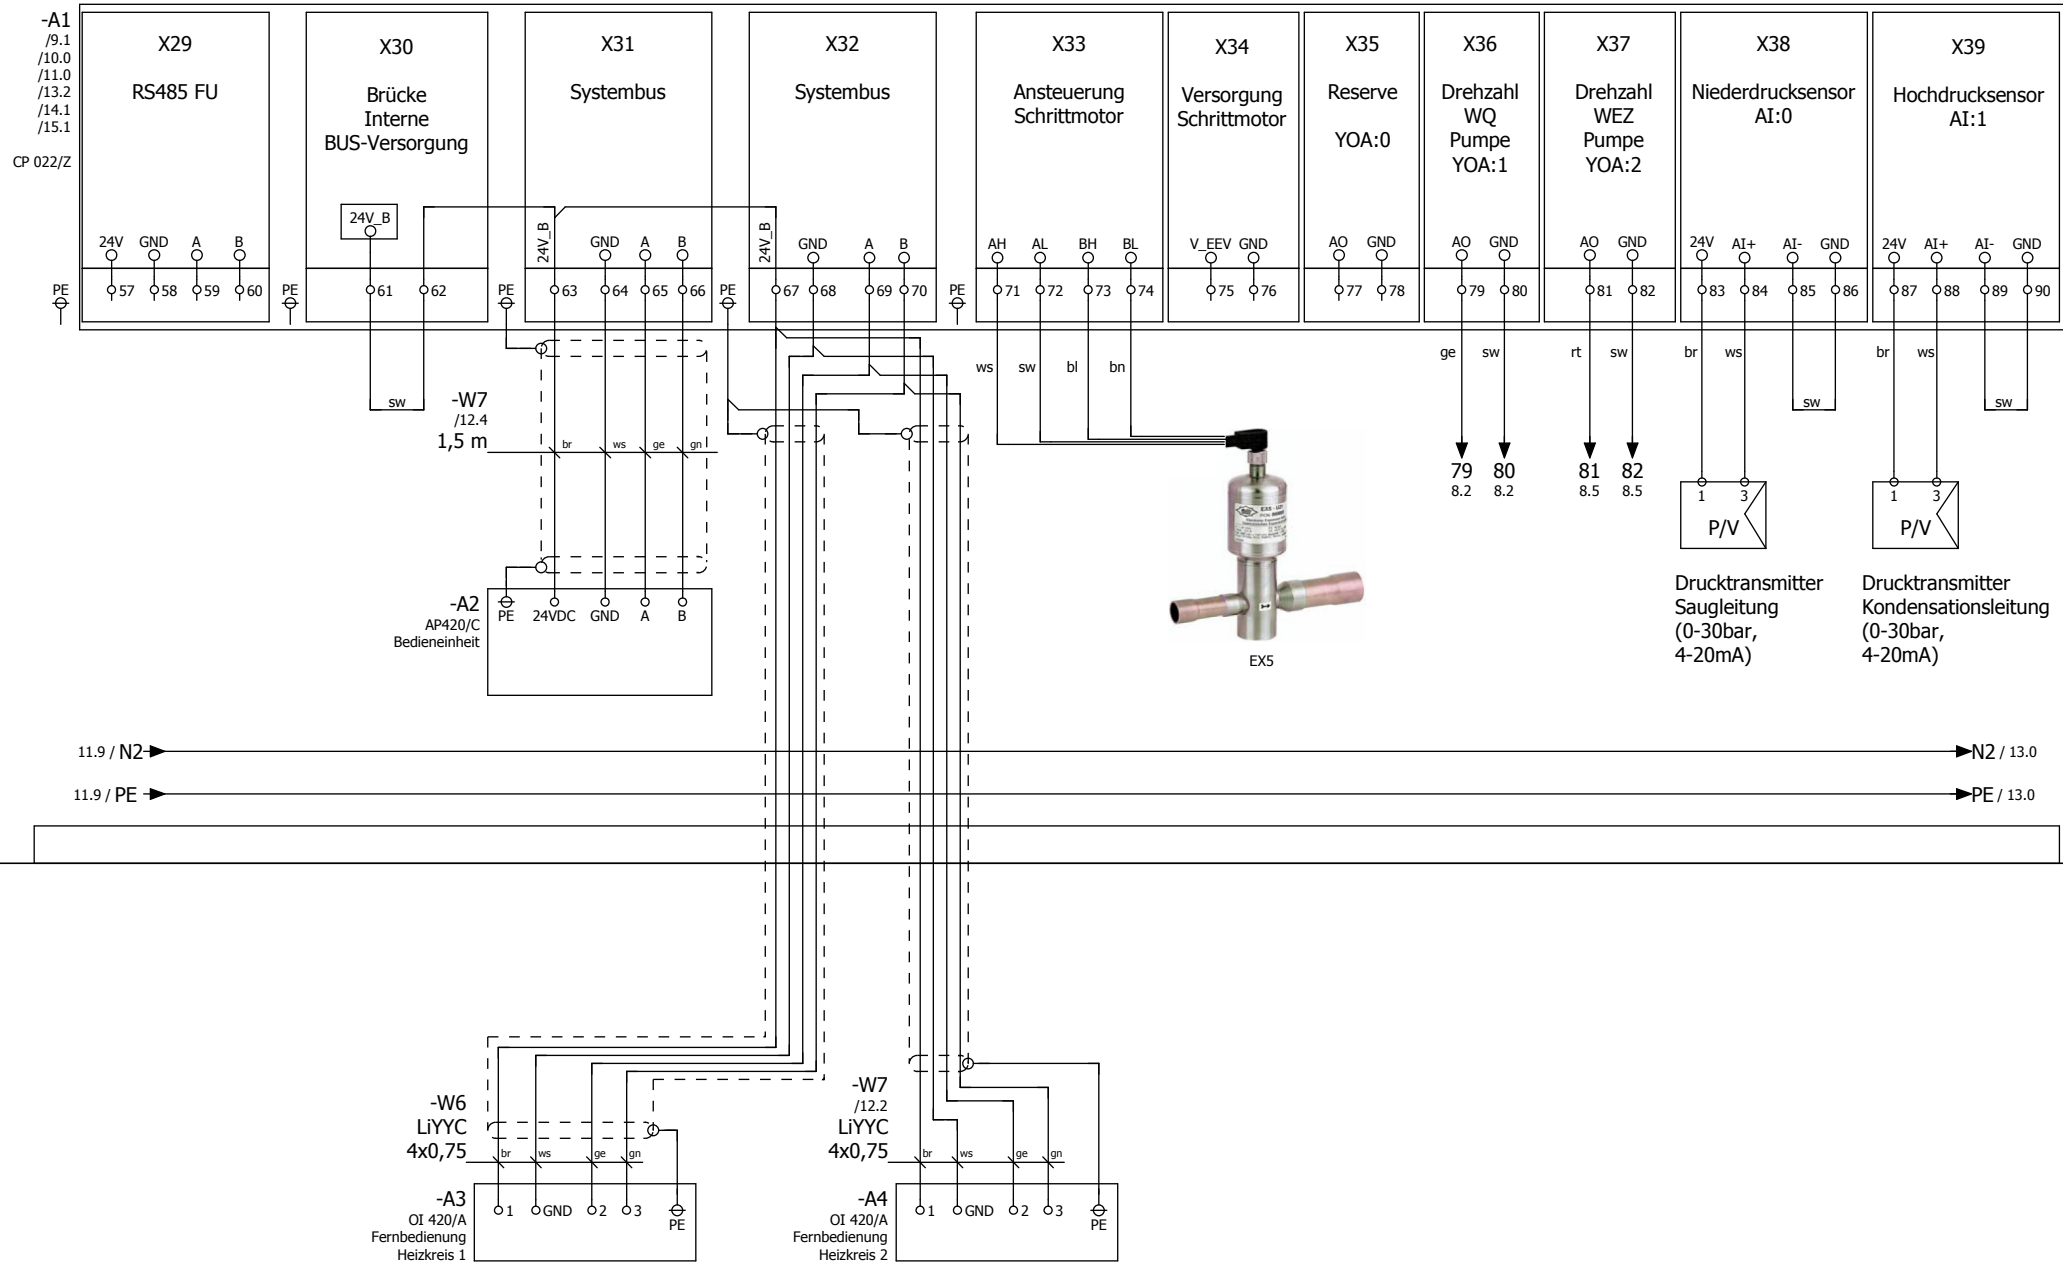 -A1
/9.1
/10.0
/11.0
/13.2
/14.1
/15.1
CP 022/Z
X29
RS485 FU
24V GND A B
PE
57 58 59 60
X30
Brücke
Interne
BUS-Versorgung
24V_B
PE
61 62
sw
X31
Systembus
24V_B
GND A B
PE
63 64 65 66
X32
Systembus
24V_B
GND A B
PE
67 68 69 70
X33
Ansteuerung
Schrittmotor
AH AL BH BL
PE
71 72 73 74
ws sw bl bn
X34
Versorgung
Schrittmotor
V_EEV GND
75 76
X35
Reserve
YOA:0
AO GND
77 78
X36
Drehzahl
WQ
Pumpe
YOA:1
AO GND
79 80
ge sw
79 80
8.2 8.2
X37
Drehzahl
WEZ
Pumpe
YOA:2
AO GND
81 82
rt sw
81 82
8.5 8.5
X38
Niederdrucksensor
AI:0
24V AI+ AI- GND
83 84 85 86
br ws
sw
1 3
P/V
Drucktransmitter
Saugleitung
(0-30bar,
4-20mA)
X39
Hochdrucksensor
AI:1
24V AI+ AI- GND
87 88 89 90
br ws
sw
1 3
P/V
Drucktransmitter
Kondensationsleitung
(0-30bar,
4-20mA)
-W7
/12.4
1,5 m
br ws ge gn
-A2
AP420/C
Bedieneinheit
PE 24VDC GND A B
EX5
11.9 / N2
N2 / 13.0
11.9 / PE
PE / 13.0
-W6
LiYYC
4x0,75
br ws ge gn
-A3
OI 420/A
Fernbedienung
Heizkreis 1
1 GND 2 3 PE
-W7
/12.2
LiYYC
4x0,75
br ws ge gn
-A4
OI 420/A
Fernbedienung
Heizkreis 2
1 GND 2 3 PE